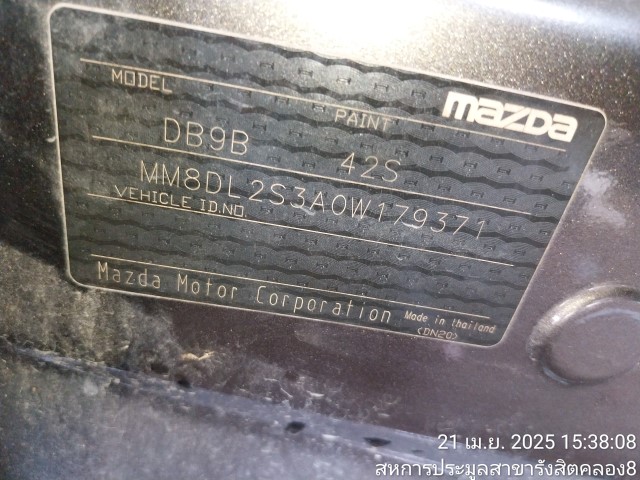 MODEL
PAINT
mazda
DB9B
42S
MM8DL2S3A0W179371
VEHICLE ID.NO.
Mazda Motor Corporation
Made in thailand
(DN20)
21 เม.ย. 2025 15:38:08
สหการประมูลสาขารังสิตคลอง8